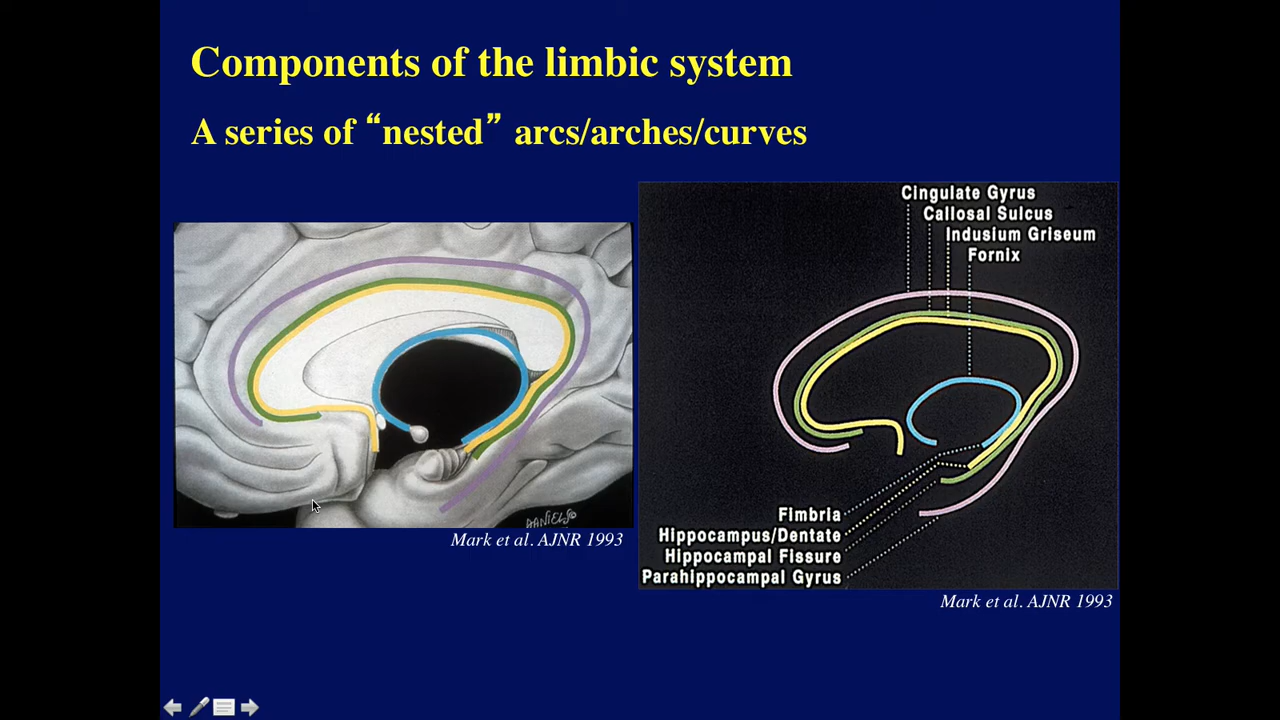 Components of the limbic system
A series of “nested” arcs/arches/curves
DANIELS©
Mark et al. AJNR 1993
Cingulate Gyrus
Callosal Sulcus
Indusium Griseum
Fornix
Fimbria
Hippocampus/Dentate
Hippocampal Fissure
Parahippocampal Gyrus
Mark et al. AJNR 1993